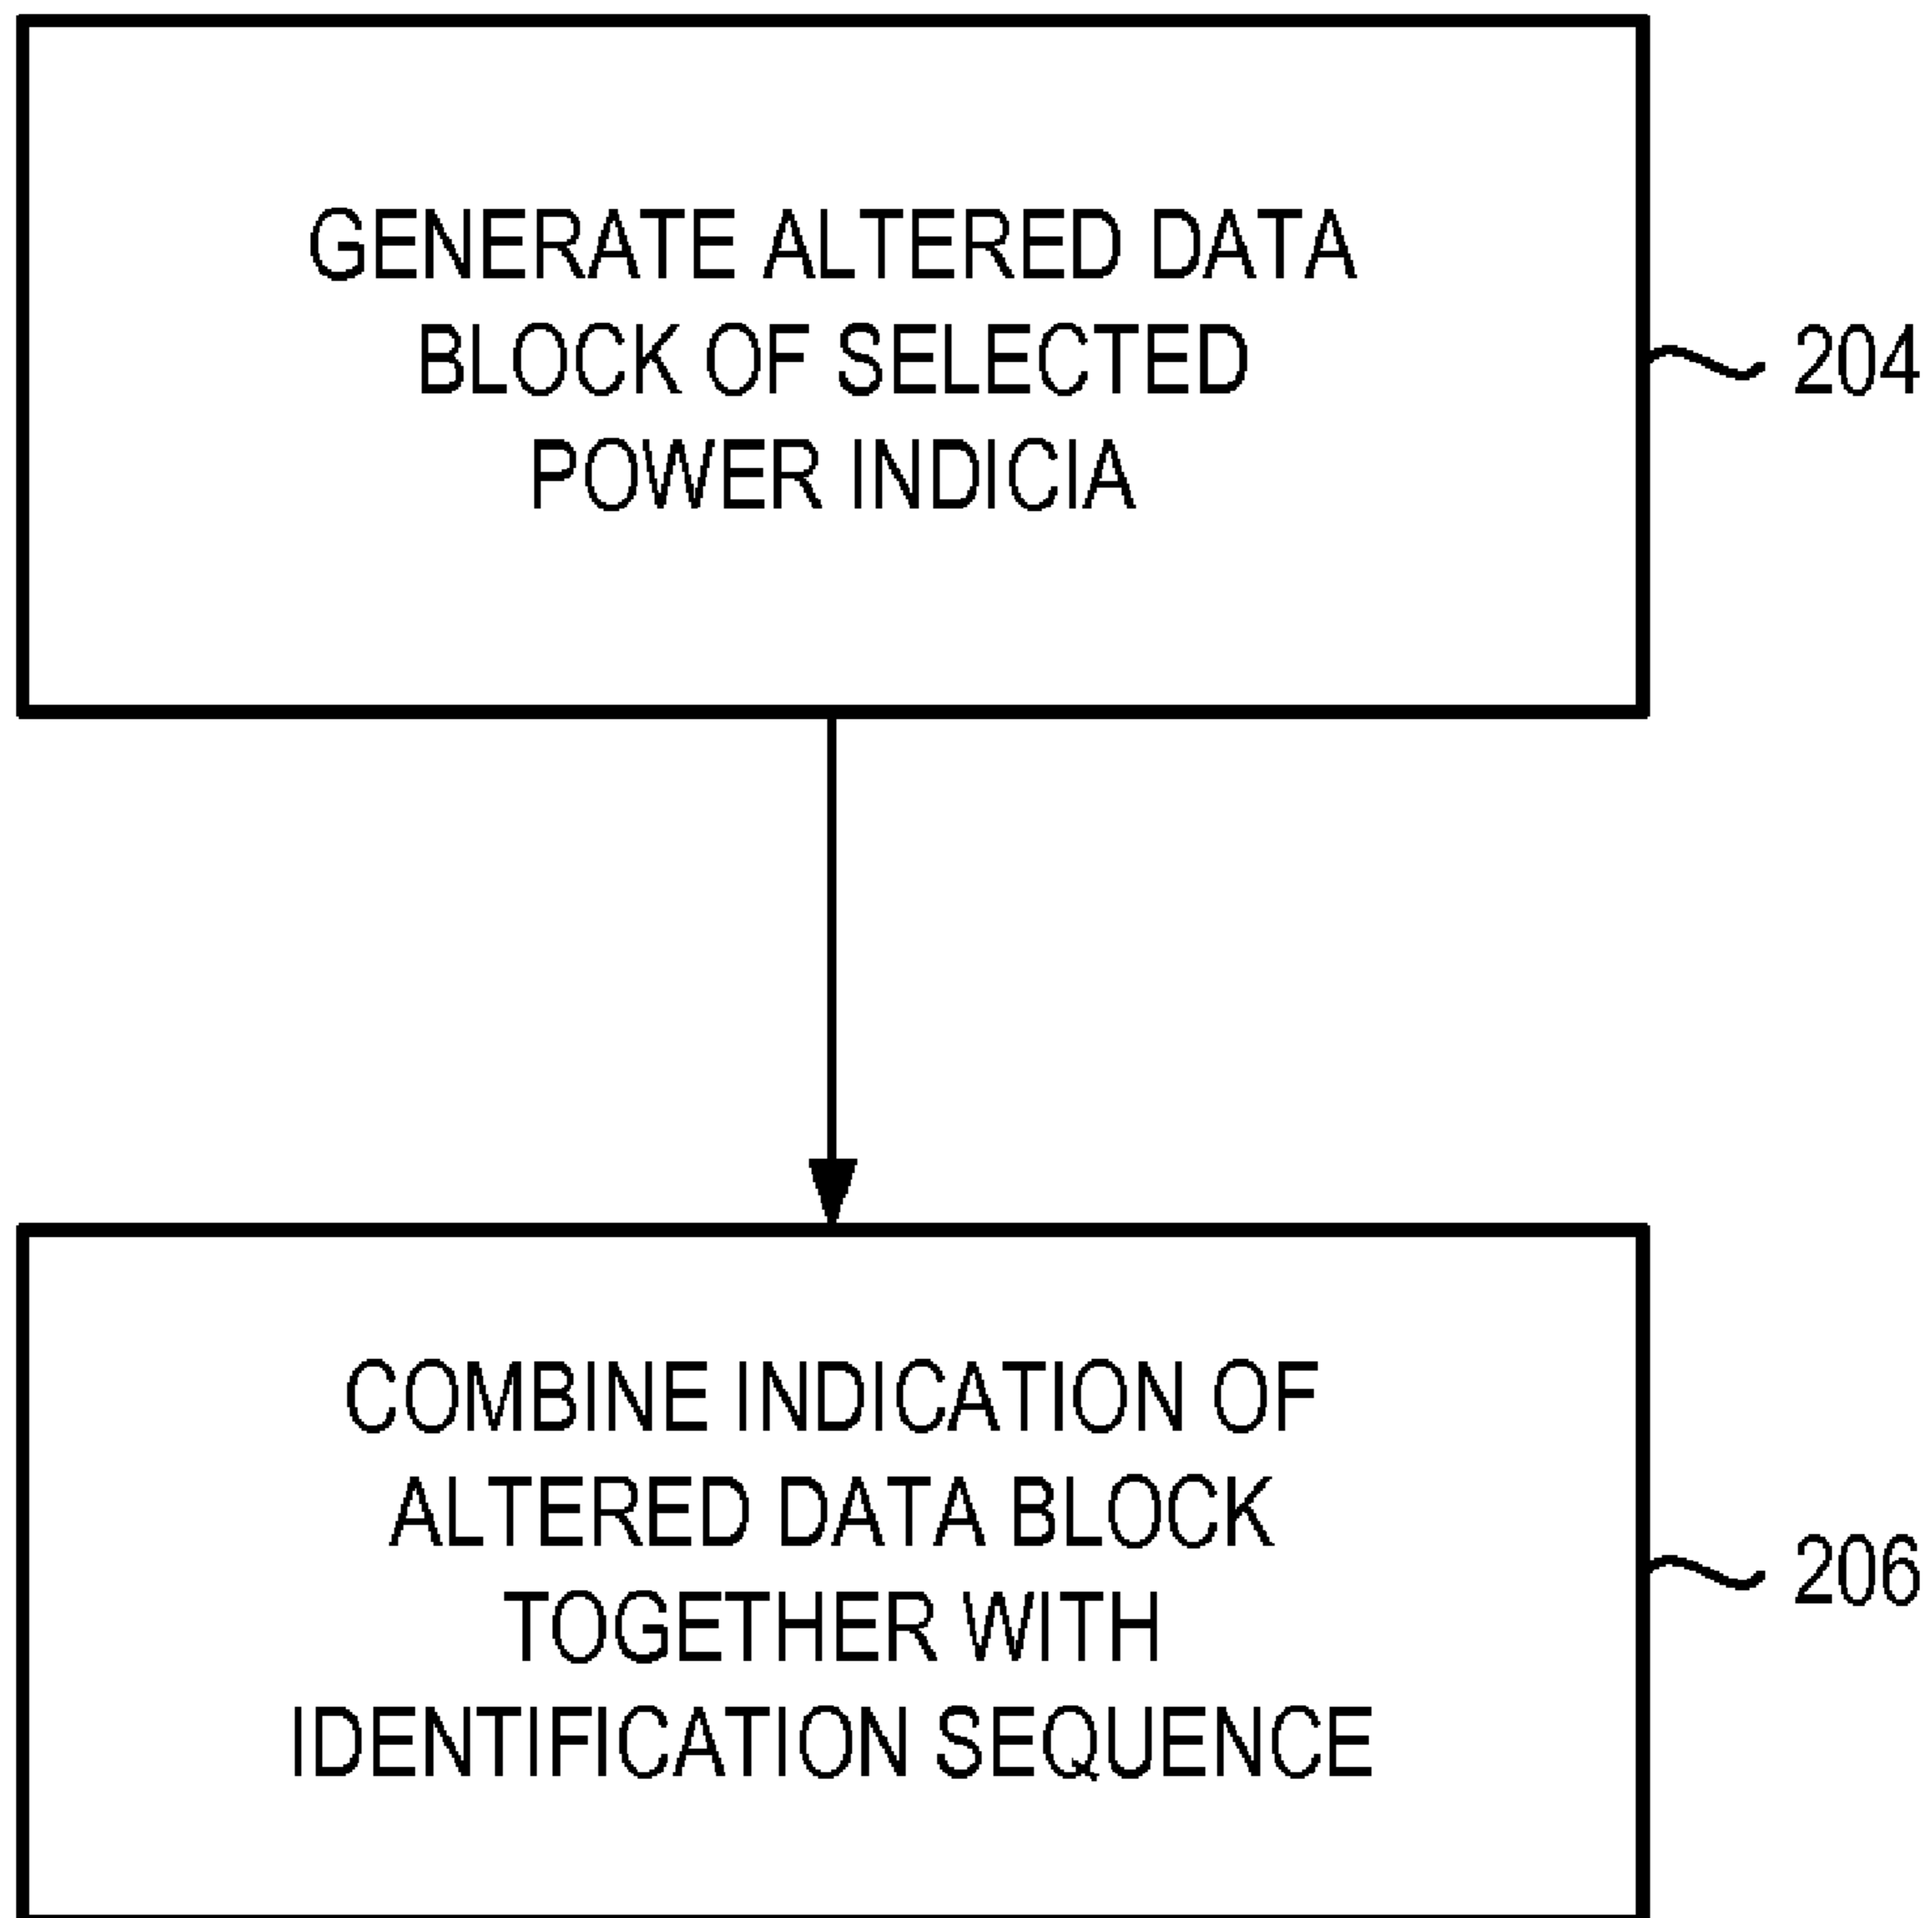 GENERATE ALTERED DATA
BLOCK OF SELECTED
POWER INDICIA
204
COMBINE INDICATION OF
ALTERED DATA BLOCK
TOGETHER WITH
IDENTIFICATION SEQUENCE
206